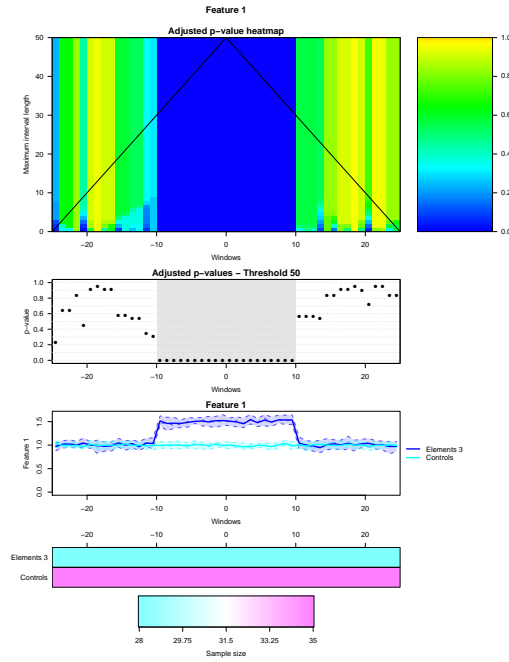 Feature 1
Adjusted p−value heatmap
Maximum interval length
50
40
30
20
10
0
−20 −10 0 10 20
Windows
1.0
0.8
0.6
0.4
0.2
0.0
Adjusted p−values − Threshold 50
p−value
1.0
0.8
0.6
0.4
0.2
0.0
−20 −10 0 10 20
Windows
Feature 1
Feature 1
1.5
1.0
0.5
0.0
Elements 3
Controls
−20 −10 0 10 20
Windows
−20 −10 0 10 20
Elements 3
Controls
28 29.75 31.5 33.25 35
Sample size